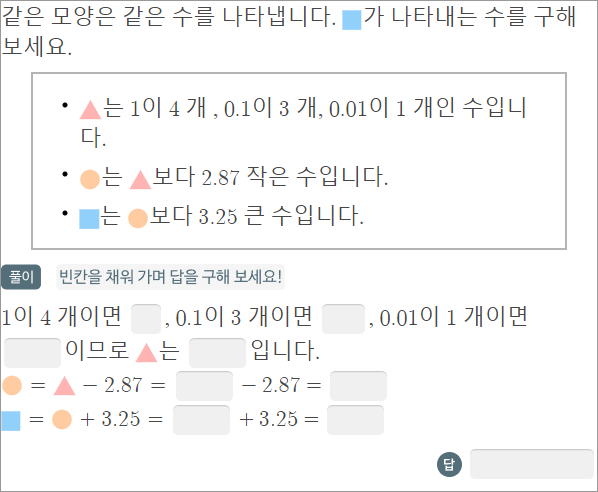 같은 모양은 같은 수를 나타냅니다. 가 나타내는 수를 구해
보세요.
• 는 1이 4 개 , 0.1이 3 개, 0.01이 1 개인 수입니
다.
• 는 보다 2.87 작은 수입니다.
• 는 보다 3.25 큰 수입니다.
풀이 빈칸을 채워 가며 답을 구해 보세요!
1이 4 개이면 , 0.1이 3 개이면 , 0.01이 1 개이면
이므로 는 입니다.
= − 2.87 = − 2.87 =
= + 3.25 = + 3.25 =
답